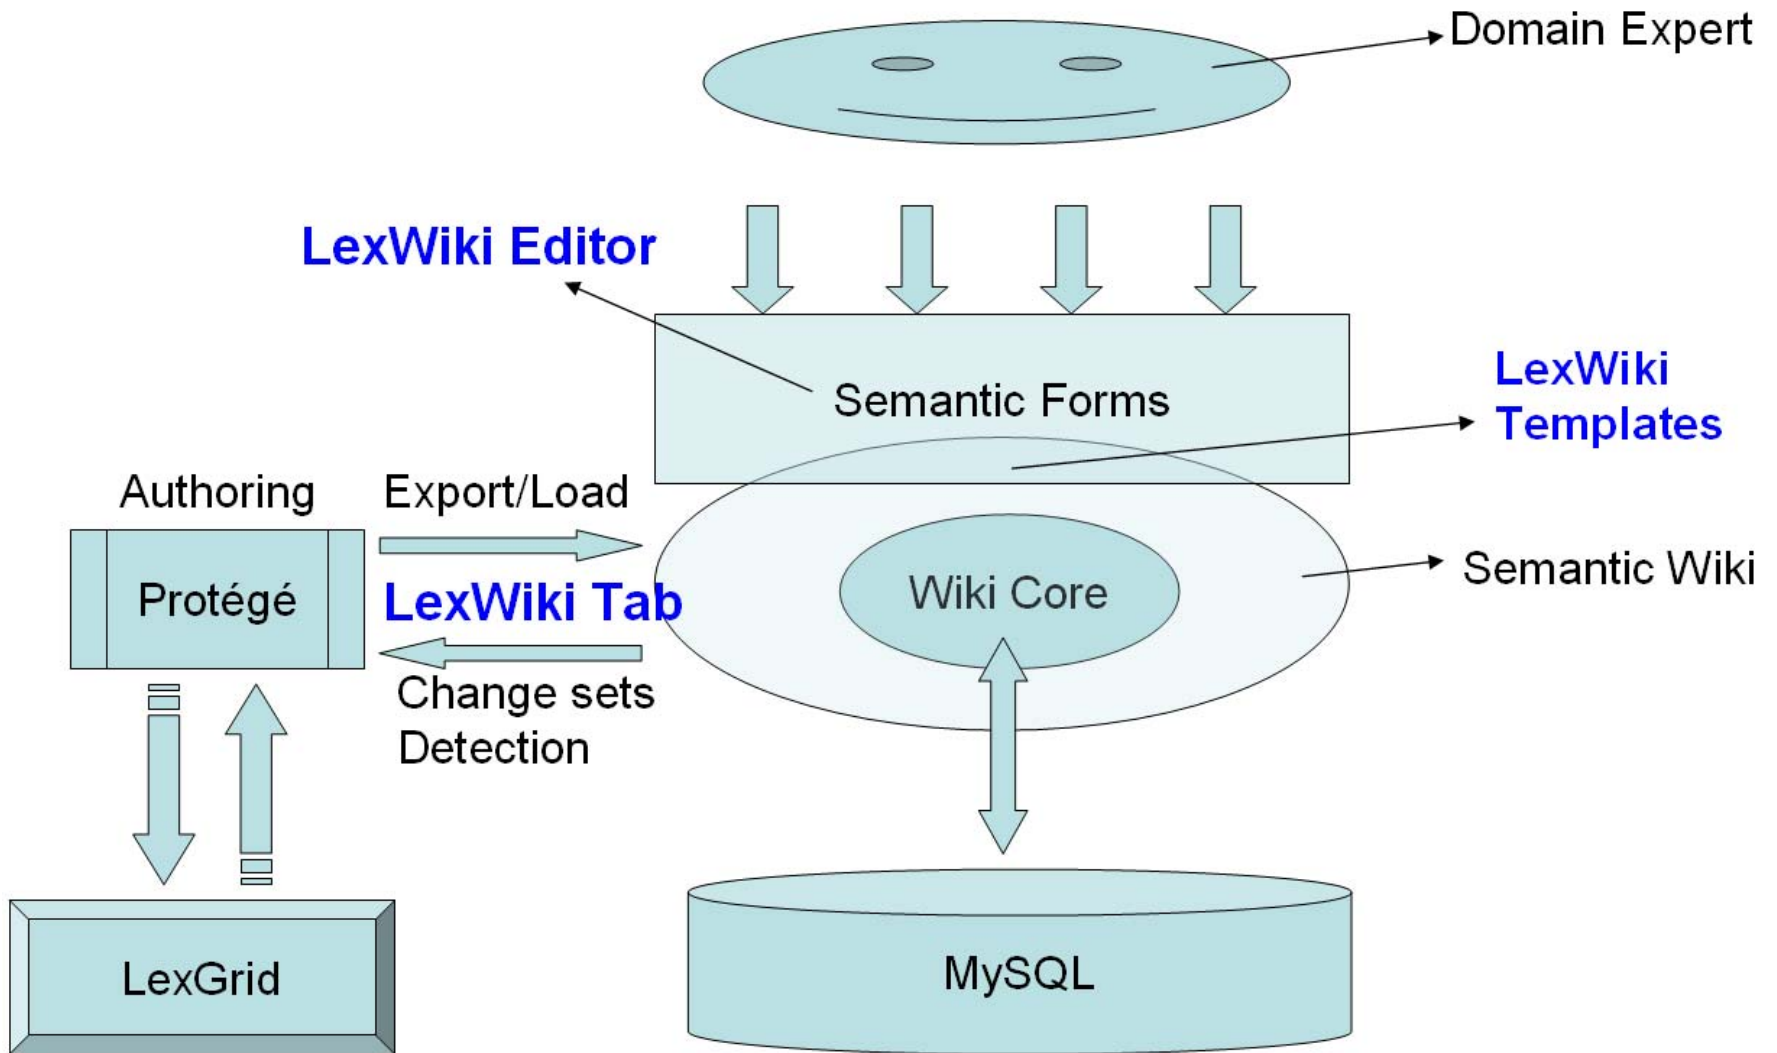 Domain Expert
LexWiki Editor
LexWiki
Templates
Semantic Forms
Authoring
Export/Load
Semantic Wiki
Protégé
LexWiki Tab
Wiki Core
Change sets
Detection
LexGrid
MySQL